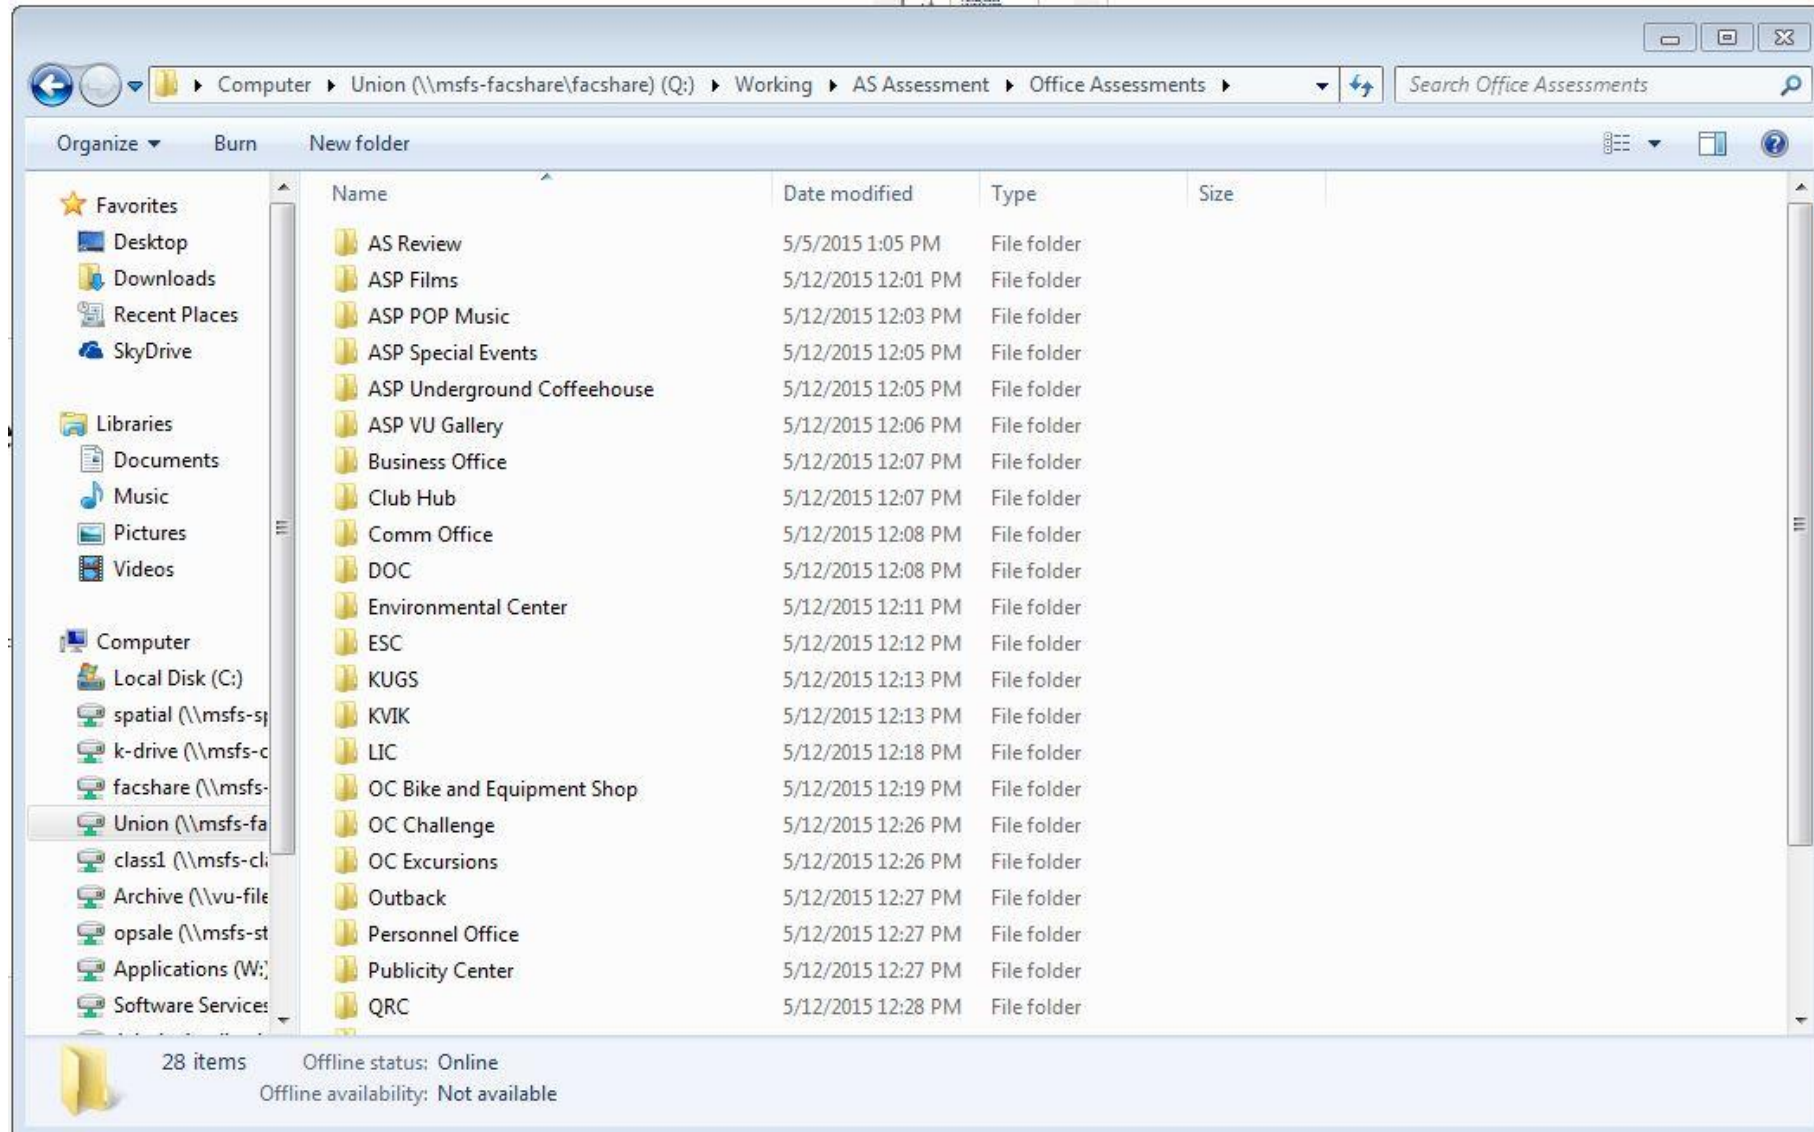 Computer Union (\\msfs-facshare\facshare) (Q:) Working AS Assessment Office Assessments Search Office Assessments
Organize Burn New folder
Favorites
Desktop
Downloads
Recent Places
SkyDrive
Libraries
Documents
Music
Pictures
Videos
Computer
Local Disk (C:)
spatial (\\msfs-sp
k-drive (\\msfs-c
facshare (\\msfs-
Union (\\msfs-fa
class1 (\\msfs-cla
Archive (\\vu-file
opsale (\\msfs-st
Applications (W:)
Software Services
Name Date modified Type Size
AS Review 5/5/2015 1:05 PM File folder
ASP Films 5/12/2015 12:01 PM File folder
ASP POP Music 5/12/2015 12:03 PM File folder
ASP Special Events 5/12/2015 12:05 PM File folder
ASP Underground Coffeehouse 5/12/2015 12:05 PM File folder
ASP VU Gallery 5/12/2015 12:06 PM File folder
Business Office 5/12/2015 12:07 PM File folder
Club Hub 5/12/2015 12:07 PM File folder
Comm Office 5/12/2015 12:08 PM File folder
DOC 5/12/2015 12:08 PM File folder
Environmental Center 5/12/2015 12:11 PM File folder
ESC 5/12/2015 12:12 PM File folder
KUGS 5/12/2015 12:13 PM File folder
KVIK 5/12/2015 12:13 PM File folder
LIC 5/12/2015 12:18 PM File folder
OC Bike and Equipment Shop 5/12/2015 12:19 PM File folder
OC Challenge 5/12/2015 12:26 PM File folder
OC Excursions 5/12/2015 12:26 PM File folder
Outback 5/12/2015 12:27 PM File folder
Personnel Office 5/12/2015 12:27 PM File folder
Publicity Center 5/12/2015 12:27 PM File folder
QRC 5/12/2015 12:28 PM File folder
28 items Offline status: Online
Offline availability: Not available